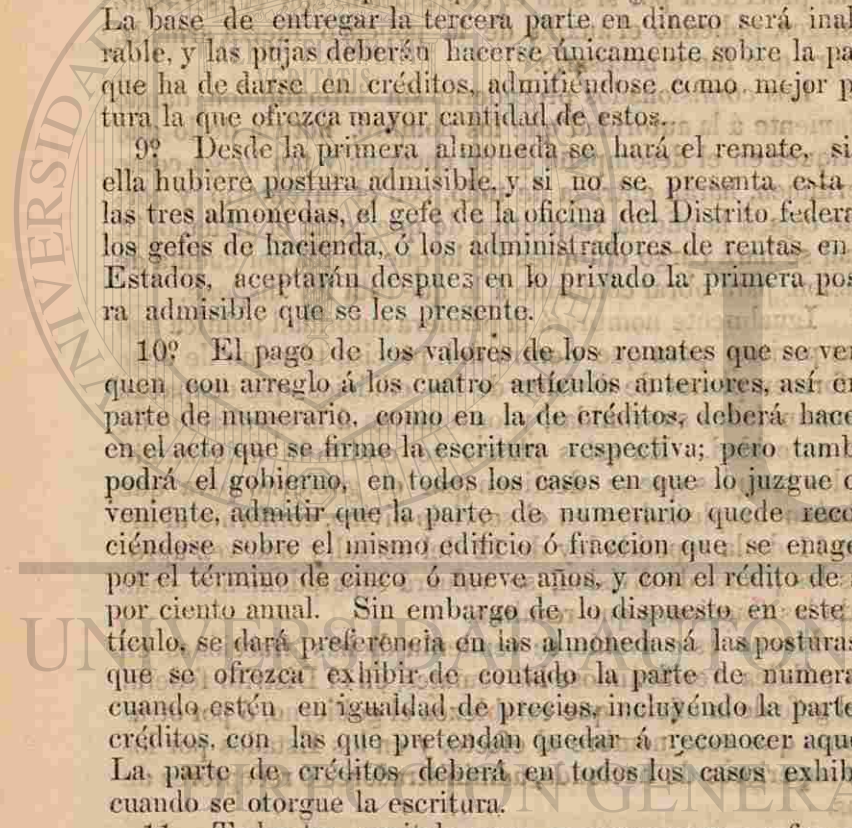 La base de entregar la tercera parte en dinero será inal
rable, y las pujas deberán hacerse únicamente sobre la pa
que ha de darse en créditos, admitiéndose como mejor p
tura la que ofrezca mayor cantidad de estos.
9º Desde la primera almoneda se hará el remate, si
ella hubiere postura admisible, y si no se presenta esta
las tres almonedas, el gefe de la oficina del Distrito federa
los gefes de hacienda, ó los administradores de rentas en
Estados, aceptarán despues en lo privado la primera pos
ra admisible que se les presente.
10º El pago de los valores de los remates que se ver
quen con arreglo á los cuatro artículos anteriores, así en
parte de numerario, como en la de créditos, deberá hace
en el acto que se firme la escritura respectiva; pero tamb
podrá el gobierno, en todos los casos en que lo juzgue c
veniente, admitir que la parte de numerario quede reco
ciéndose sobre el mismo edificio ó fraccion que se enage
por el término de cinco ó nueve años, y con el rédito de
por ciento anual. Sin embargo de lo dispuesto en este
tículo, se dará preferencia en las almonedas á las posturas
que se ofrezca exhibir de contado la parte de numera
cuando estén en igualdad de precios, incluyéndo la parte
créditos, con las que pretendan quedar á reconocer aque
La parte de créditos deberá en todos los casos exhib
cuando se otorgue la escritura.
UNIVERSIDAD AUTÓN
DIRECCIÓN GENERA